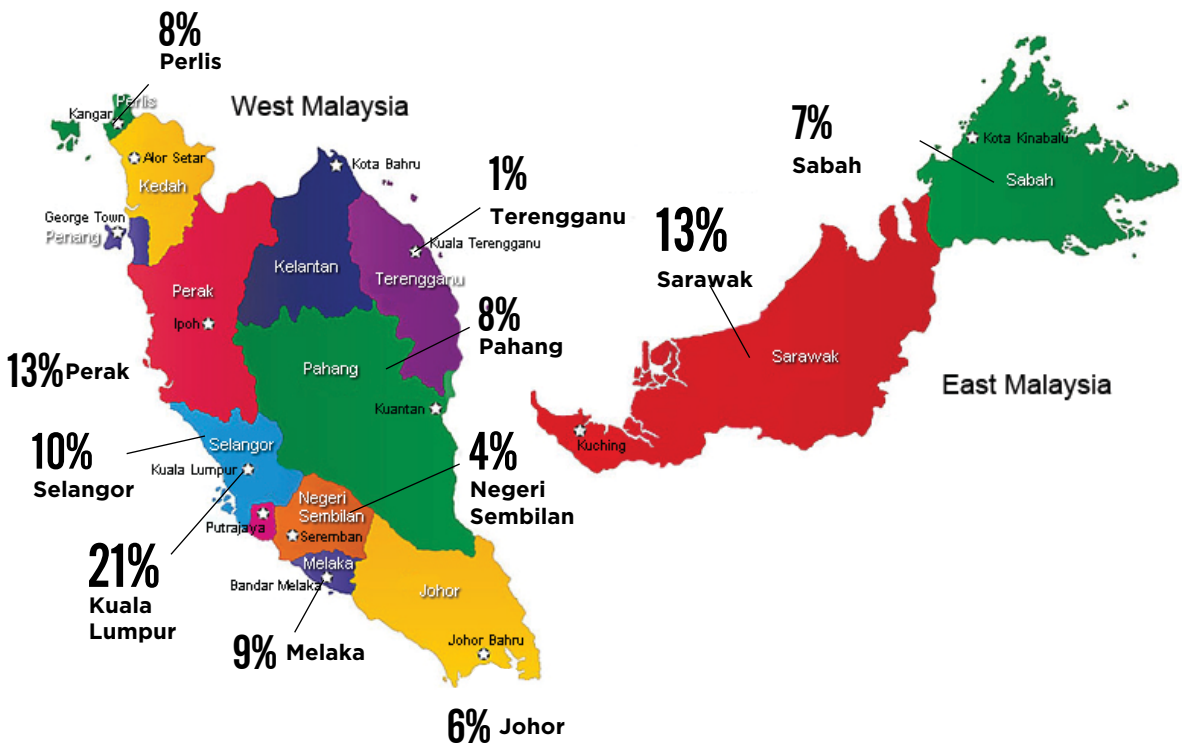 8%
Perlis
West Malaysia
Perlis
Kangar
Alor Setar
Kedah
Kota Bahru
1%
Terengganu
George Town
Penang
Kuala Terengganu
Kelantan
Terengganu
Perak
Ipoh
8%
Pahang
13% Perak
Pahang
Kuantan
10%
Selangor
Selangor
Kuala Lumpur
4%
Negeri
Sembilan
Negeri
Sembilan
Putrajaya
Seremban
21%
Kuala
Lumpur
Melaka
Bandar Melaka
Johor
9% Melaka
Johor Bahru
6% Johor
7%
Sabah
Kota Kinabalu
Sabah
13%
Sarawak
Sarawak
East Malaysia
Kuching